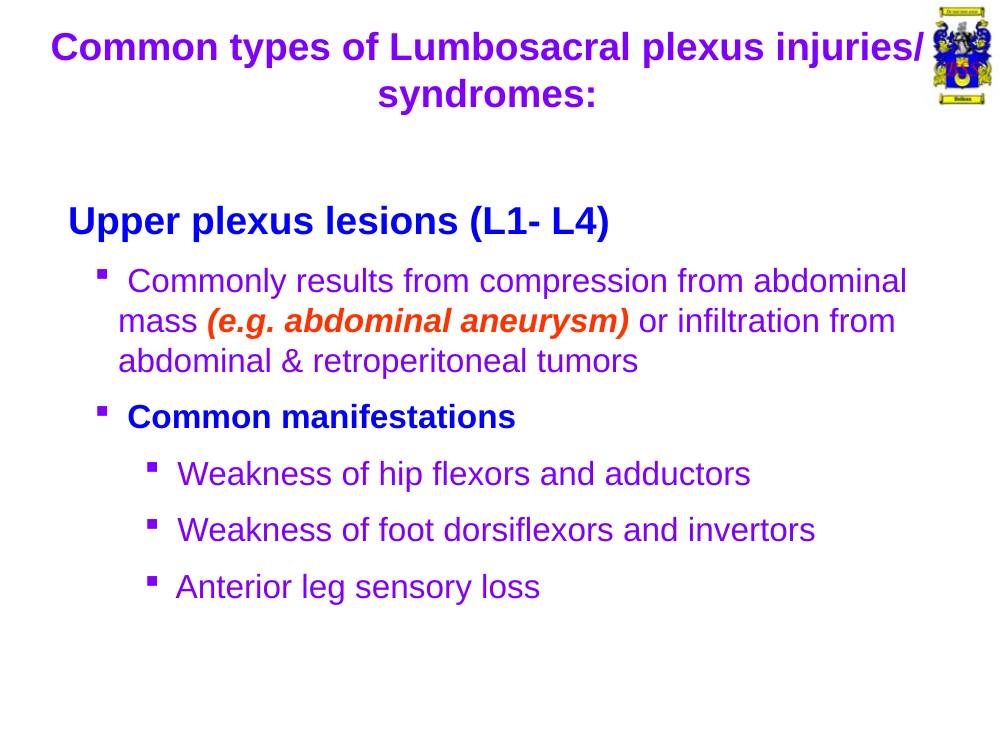 Common types of Lumbosacral plexus injuries/
syndromes:
Upper plexus lesions (L1- L4)
▪ Commonly results from compression from abdominal
mass (e.g. abdominal aneurysm) or infiltration from
abdominal & retroperitoneal tumors
▪ Common manifestations
▪ Weakness of hip flexors and adductors
▪ Weakness of foot dorsiflexors and invertors
▪ Anterior leg sensory loss